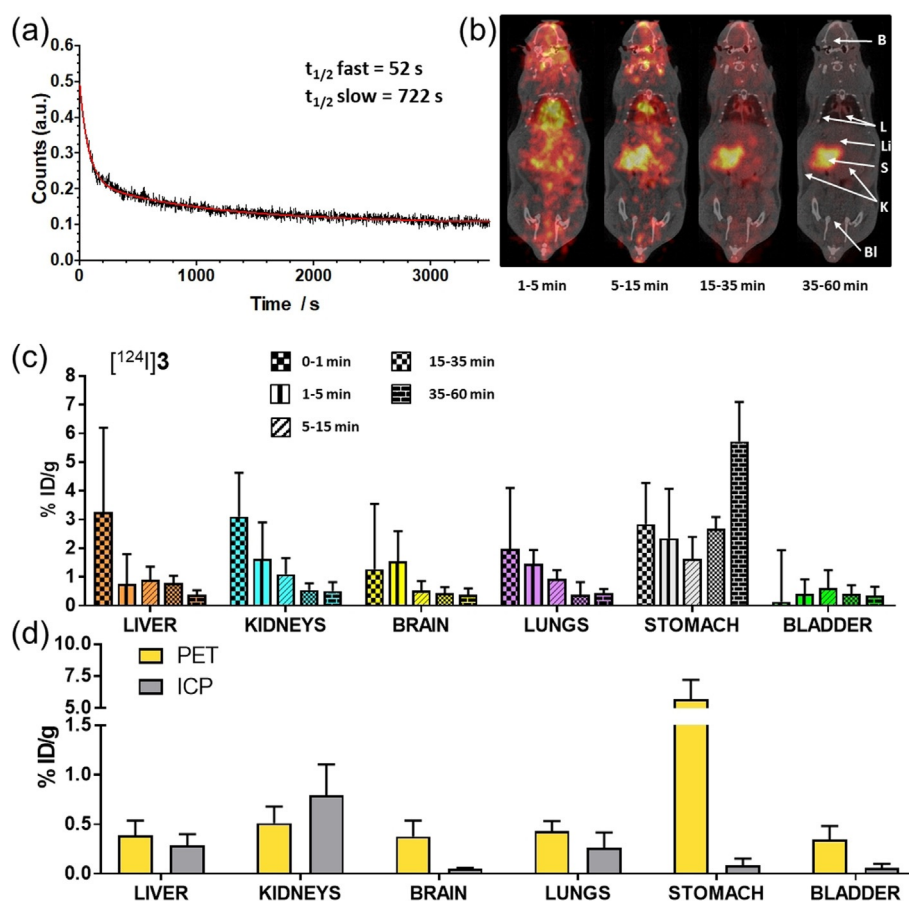 (a)
0.6
0.5
0.4
0.3
0.2
0.1
0.0
Counts (a.u.)
t1/2 fast = 52 s
t1/2 slow = 722 s
0
1000
2000
3000
Time / s
(b)
B
L
Li
S
K
Bl
1-5 min
5-15 min
15-35 min
35-60 min
(c)
[124I]3
0-1 min
15-35 min
1-5 min
35-60 min
5-15 min
8
7
6
5
4
3
2
1
0
% ID/g
LIVER
KIDNEYS
BRAIN
LUNGS
STOMACH
BLADDER
(d)
PET
ICP
10.0
7.5
5.0
1.5
1.0
0.5
0.0
% ID/g
LIVER
KIDNEYS
BRAIN
LUNGS
STOMACH
BLADDER